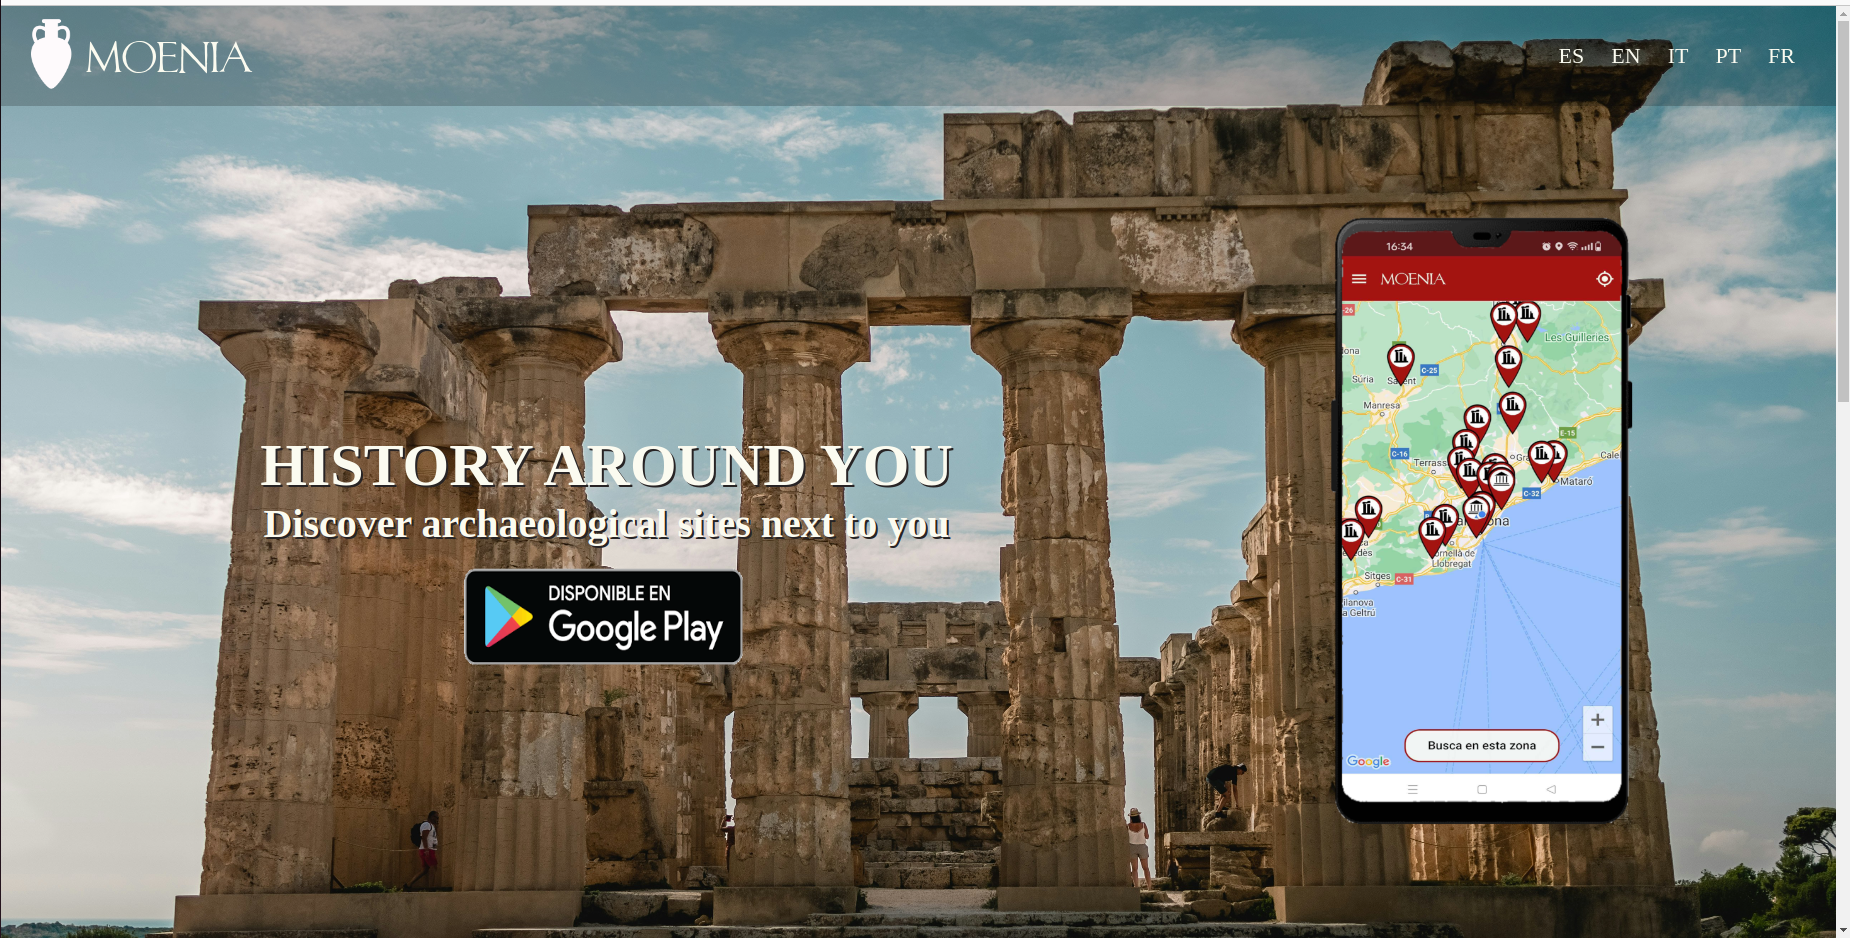 MOENIA
ES EN IT PT FR
HISTORY AROUND YOU
Discover archaeological sites next to you
DISPONIBLE EN
Google Play
16:34
MOENIA
Les Guilleries
C-25
Súria
Manresa
E-15
C-16
Mataró
C-32
Llobregat
Sitges
C-31
a Geltrú
Busca en esta zona
Google